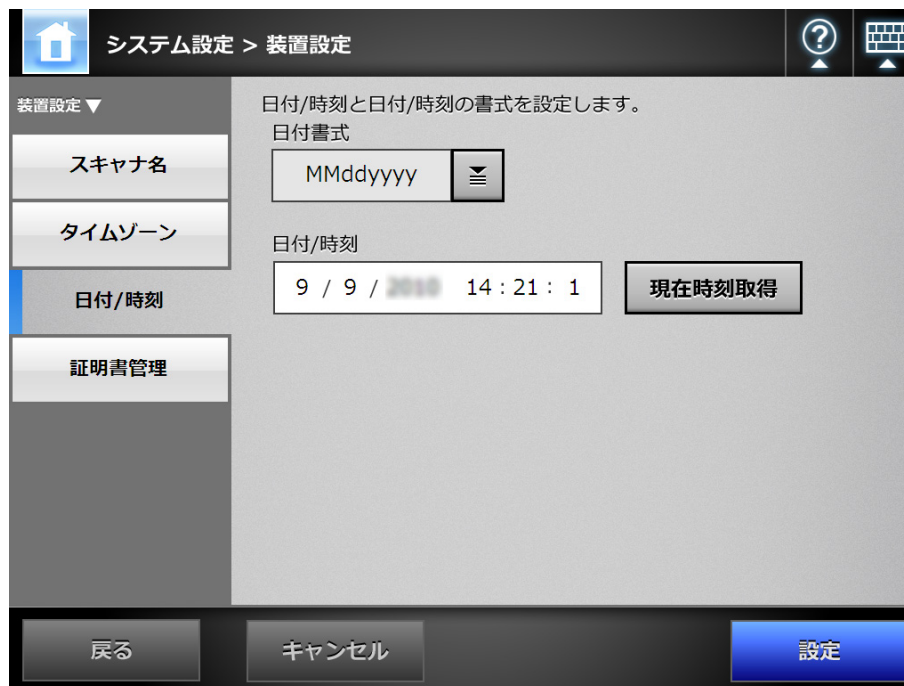 システム設定 > 装置設定
装置設定▼
スキャナ名
タイムゾーン
日付/時刻
証明書管理
日付/時刻と日付/時刻の書式を設定します。
日付書式
MMddyyyy
日付/時刻
9 / 9 / 14 : 21 : 1
現在時刻取得
戻る
キャンセル
設定